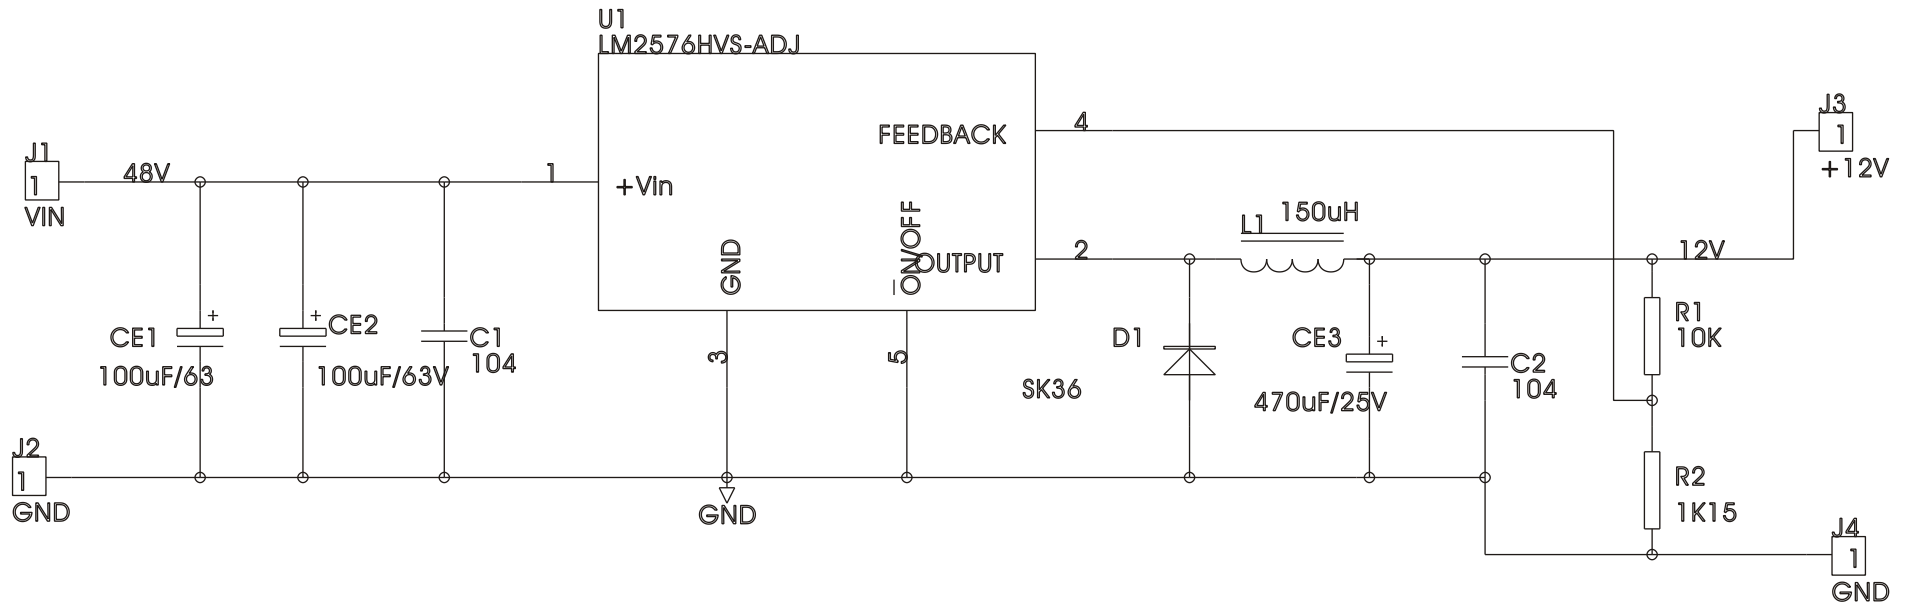 U1
LM2576HVS-ADJ
J3
1
+12V
FEEDBACK
4
J1
1
VIN
48V
1
+Vin
GND
ON/OFF
OUTPUT
2
L1
150uH
12V
CE1
100uF/63
+
CE2
100uF/63V
+
C1
104
3
5
D1
SK36
CE3
470uF/25V
+
C2
104
R1
10K
J2
1
GND
GND
R2
1K15
J4
1
GND